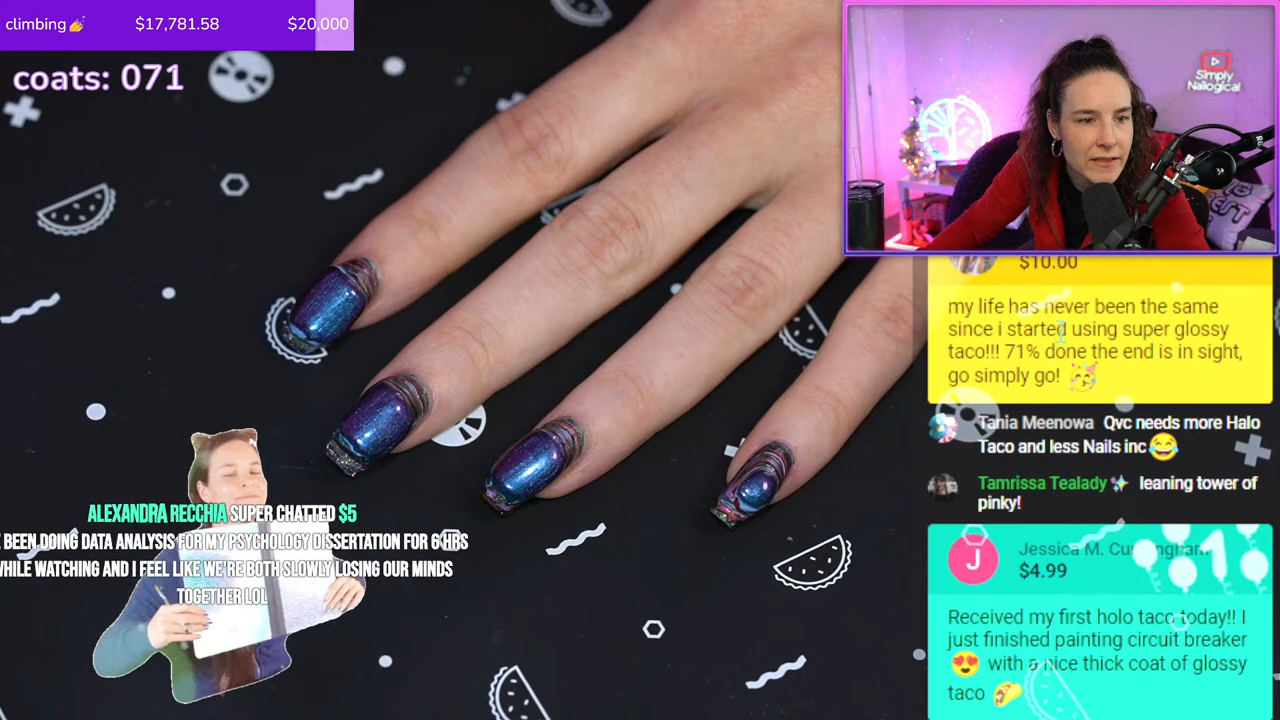 climbing💅 $17,781.58 $20,000
coats: 071
Simply
Nailogical
$10.00
my life has never been the same
since i started using super glossy
taco!!! 71% done the end is in sight,
go simply go! 🥳
Tania Meenowa Qvc needs more Halo
Taco and less Nails inc😂
Tamrissa Tealady✨ leaning tower of
pinky!
J
Jessica M. Cunningham
$4.99
Received my first holo taco today!! I
just finished painting circuit breaker
😍 with a nice thick coat of glossy
taco 🌮
ALEXANDRA RECCHIA SUPER CHATTED $5
BEEN DOING DATA ANALYSIS FOR MY PSYCHOLOGY DISSERTATION FOR 6 HRS
WHILE WATCHING AND I FEEL LIKE WE'RE BOTH SLOWLY LOSING OUR MINDS
TOGETHER LOL